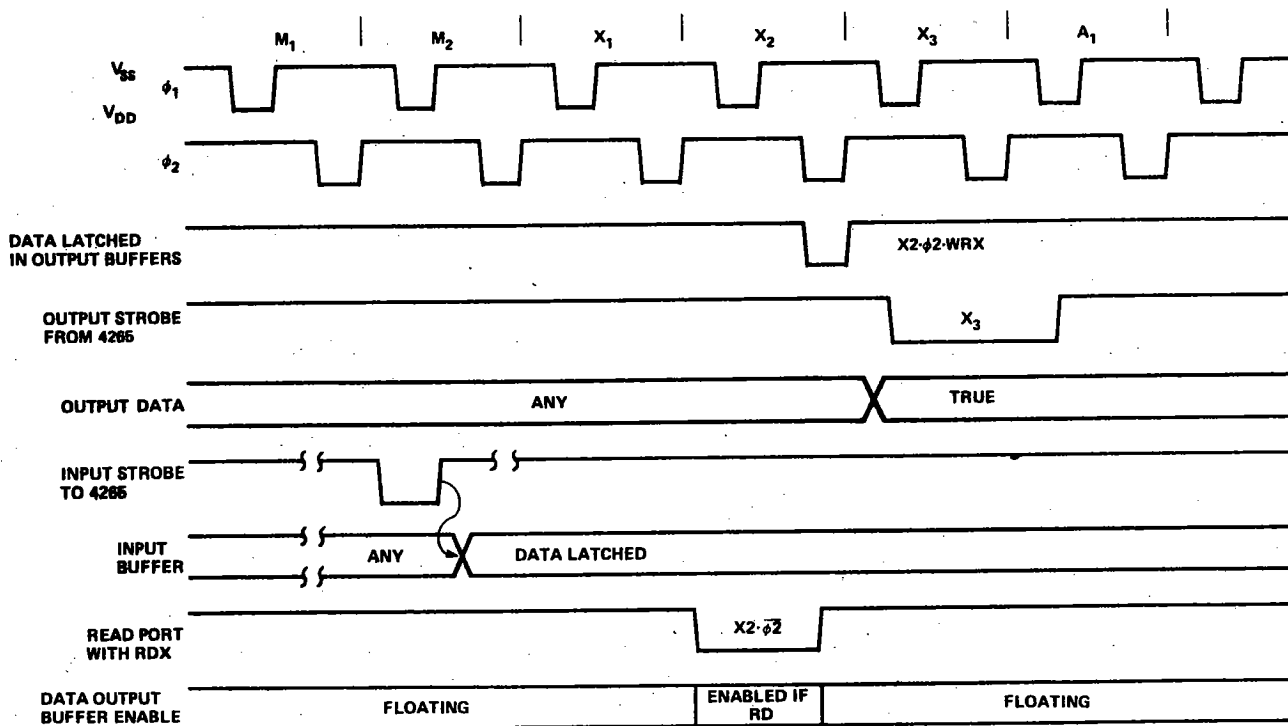 M1 M2 X1 X2 X3 A1
VSS
ϕ1
VDD
ϕ2
DATA LATCHED
IN OUTPUT BUFFERS
X2·ϕ2·WRX
OUTPUT STROBE
FROM 4265
X3
OUTPUT DATA
ANY
TRUE
INPUT STROBE
TO 4265
INPUT
BUFFER
ANY
DATA LATCHED
READ PORT
WITH RDX
X2·ϕ̅2̅
DATA OUTPUT
BUFFER ENABLE
FLOATING
ENABLED IF
RD
FLOATING